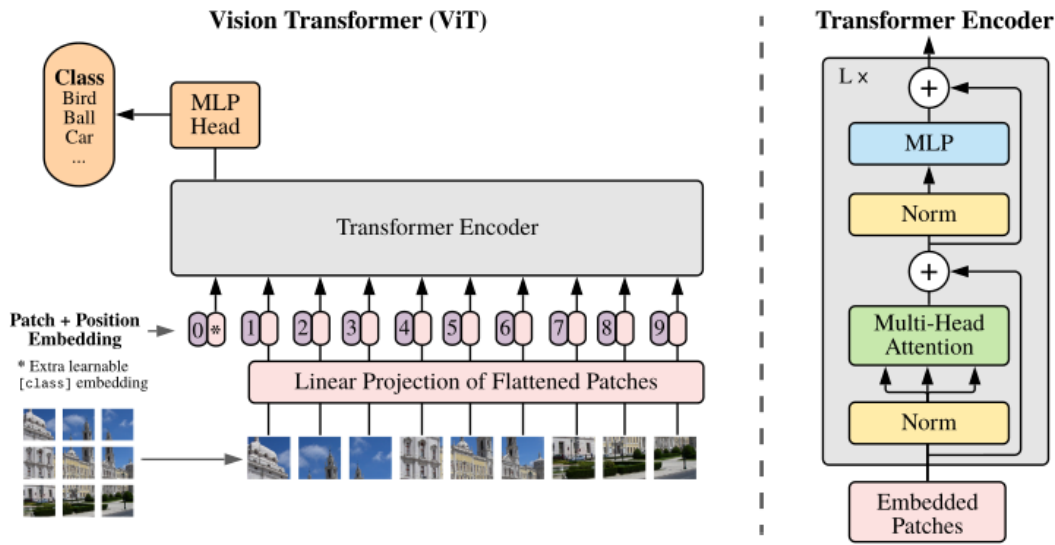 Vision Transformer (ViT)
Class
Bird
Ball
Car
...
MLP
Head
Transformer Encoder
Patch + Position
Embedding
* Extra learnable
[class] embedding
0 * 1 2 3 4 5 6 7 8 9
Linear Projection of Flattened Patches
Transformer Encoder
L x
+
MLP
Norm
+
Multi-Head
Attention
Norm
Embedded
Patches